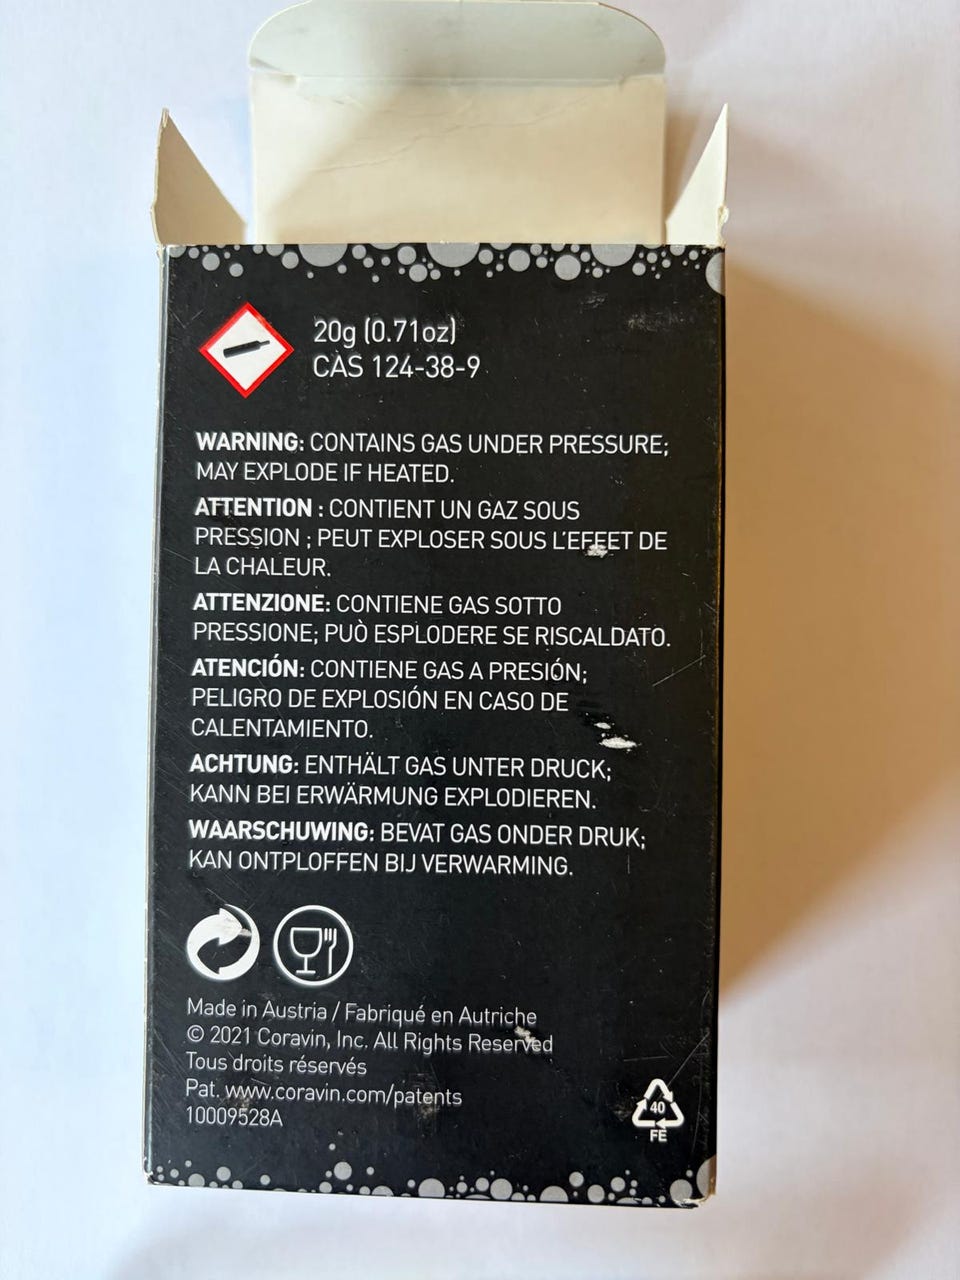 20g (0.71oz)
CAS 124-38-9
WARNING: CONTAINS GAS UNDER PRESSURE;
MAY EXPLODE IF HEATED.
ATTENTION : CONTIENT UN GAZ SOUS
PRESSION ; PEUT EXPLOSER SOUS L'EFFET DE
LA CHALEUR.
ATTENZIONE: CONTIENE GAS SOTTO
PRESSIONE; PUÒ ESPLODERE SE RISCALDATO.
ATENCIÓN: CONTIENE GAS A PRESIÓN;
PELIGRO DE EXPLOSIÓN EN CASO DE
CALENTAMIENTO.
ACHTUNG: ENTHÄLT GAS UNTER DRUCK;
KANN BEI ERWÄRMUNG EXPLODIEREN.
WAARSCHUWING: BEVAT GAS ONDER DRUK;
KAN ONTPLOFFEN BIJ VERWARMING.
Made in Austria / Fabriqué en Autriche
© 2021 Coravin, Inc. All Rights Reserved
Tous droits réservés
Pat. www.coravin.com/patents
10009528A
40
FE